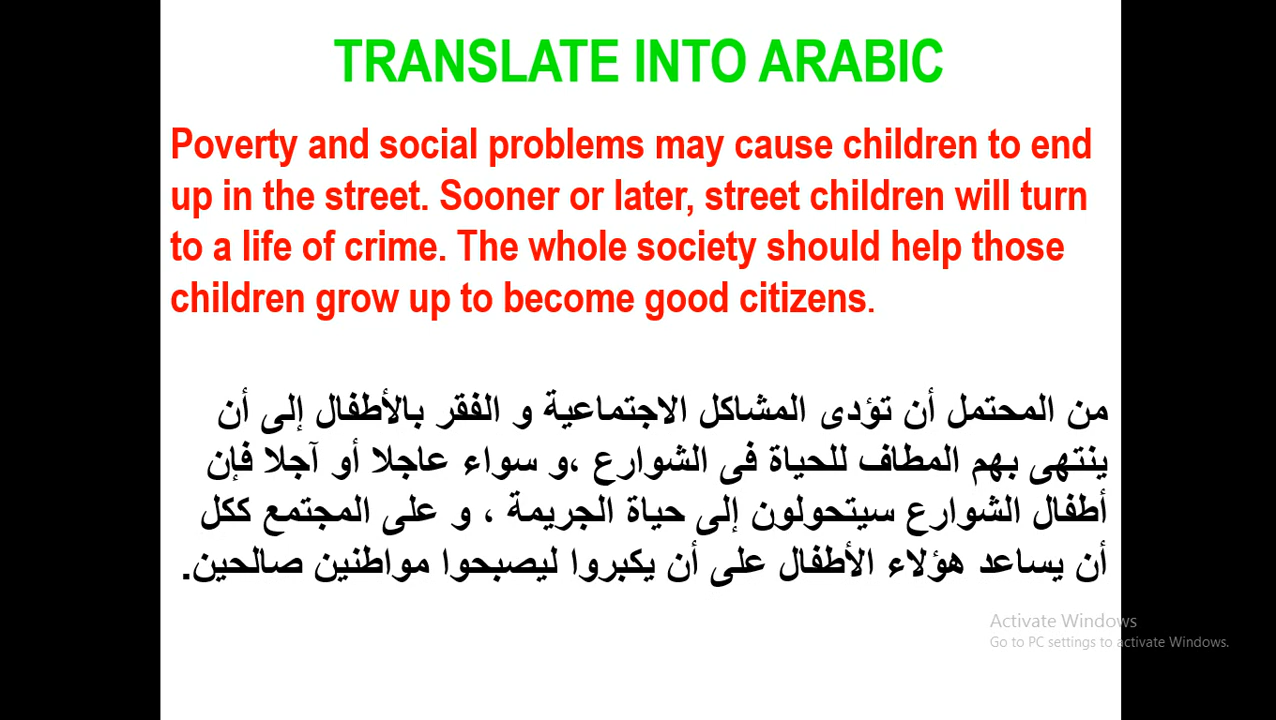 TRANSLATE INTO ARABIC
Poverty and social problems may cause children to end
up in the street. Sooner or later, street children will turn
to a life of crime. The whole society should help those
children grow up to become good citizens.
من المحتمل أن تؤدى المشاكل الاجتماعية و الفقر بالأطفال إلى أن
ينتهى بهم المطاف للحياة فى الشوارع ،و سواء عاجلا أو آجلا فإن
أطفال الشوارع سيتحولون إلى حياة الجريمة ، و على المجتمع ككل
أن يساعد هؤلاء الأطفال على أن يكبروا ليصبحوا مواطنين صالحين.
Activate Windows
Go to PC settings to activate Windows.